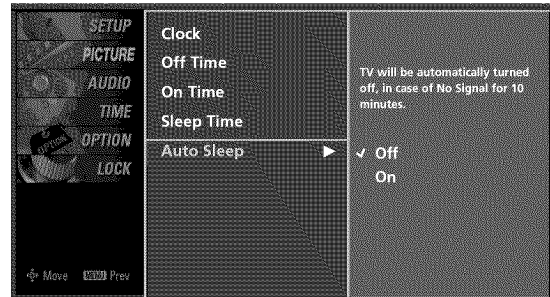 SETUP
PICTURE
AUDIO
TIME
OPTION
OPTION
LOCK
Move MENU Prev
Clock
Off Time
On Time
Sleep Time
Auto Sleep
TV will be automatically turned
off, in case of No Signal for 10
minutes.
✓ Off
On